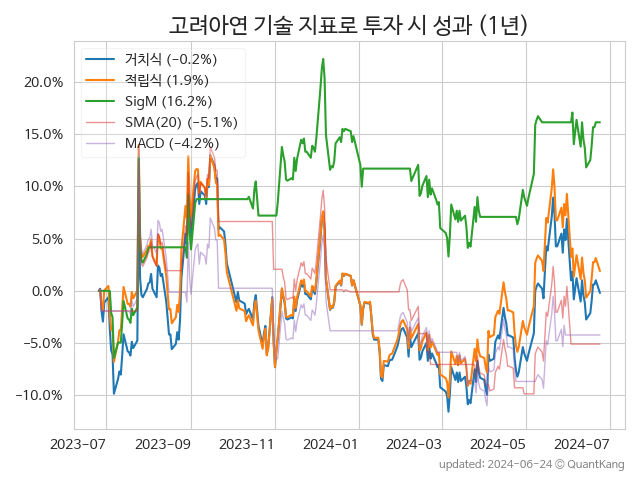 고려아연 기술 지표로 투자 시 성과 (1년)
거치식 (−0.2%)
적립식 (1.9%)
SigM (16.2%)
SMA(20) (−5.1%)
MACD (−4.2%)
20.0%
15.0%
10.0%
5.0%
0.0%
−5.0%
−10.0%
2023-07 2023-09 2023-11 2024-01 2024-03 2024-05 2024-07
updated: 2024-06-24 © QuantKang